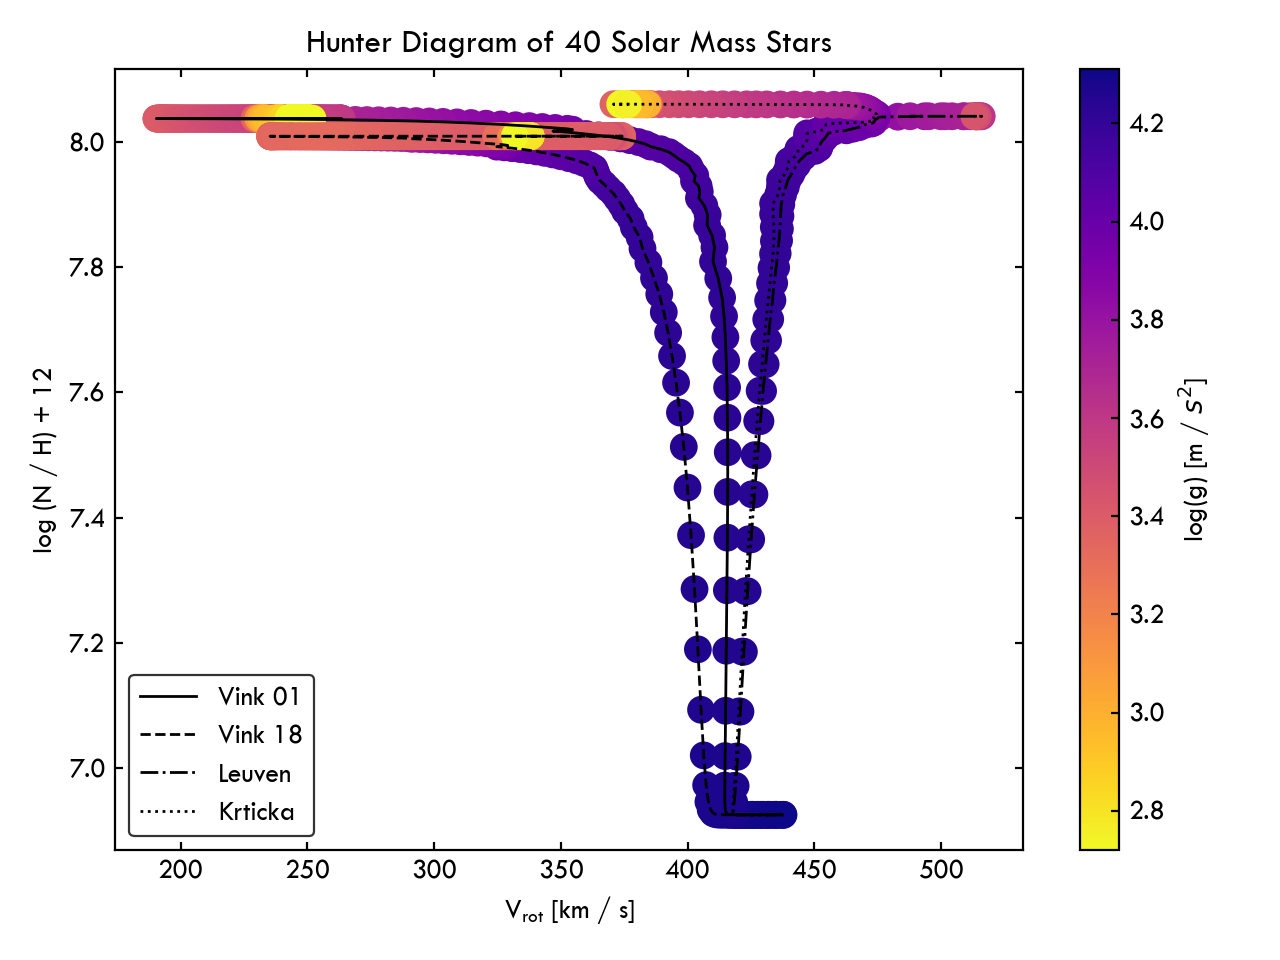 Hunter Diagram of 40 Solar Mass Stars
log (N / H) + 12
8.0
7.8
7.6
7.4
7.2
7.0
Vink 01
Vink 18
Leuven
Krticka
200 250 300 350 400 450 500
V_rot [km / s]
4.2
4.0
3.8
3.6
3.4
3.2
3.0
2.8
log(g) [m / s²]